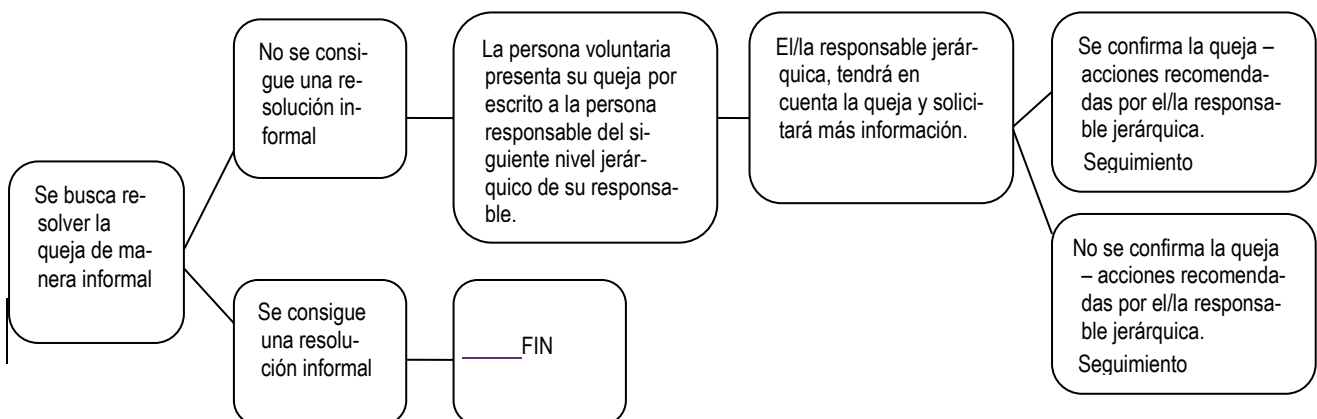 Se busca re-
solver la
queja de ma-
nera informal
No se consi-
gue una re-
solución in-
formal
La persona voluntaria
presenta su queja por
escrito a la persona
responsable del si-
guiente nivel jerár-
quico de su responsa-
ble.
El/la responsable jerár-
quica, tendrá en
cuenta la queja y solici-
tará más información.
Se confirma la queja –
acciones recomenda-
das por el/la responsa-
ble jerárquica.
Seguimiento
No se confirma la queja
– acciones recomenda-
das por el/la responsa-
ble jerárquica.
Seguimiento
Se consigue
una resolu-
ción informal
FIN